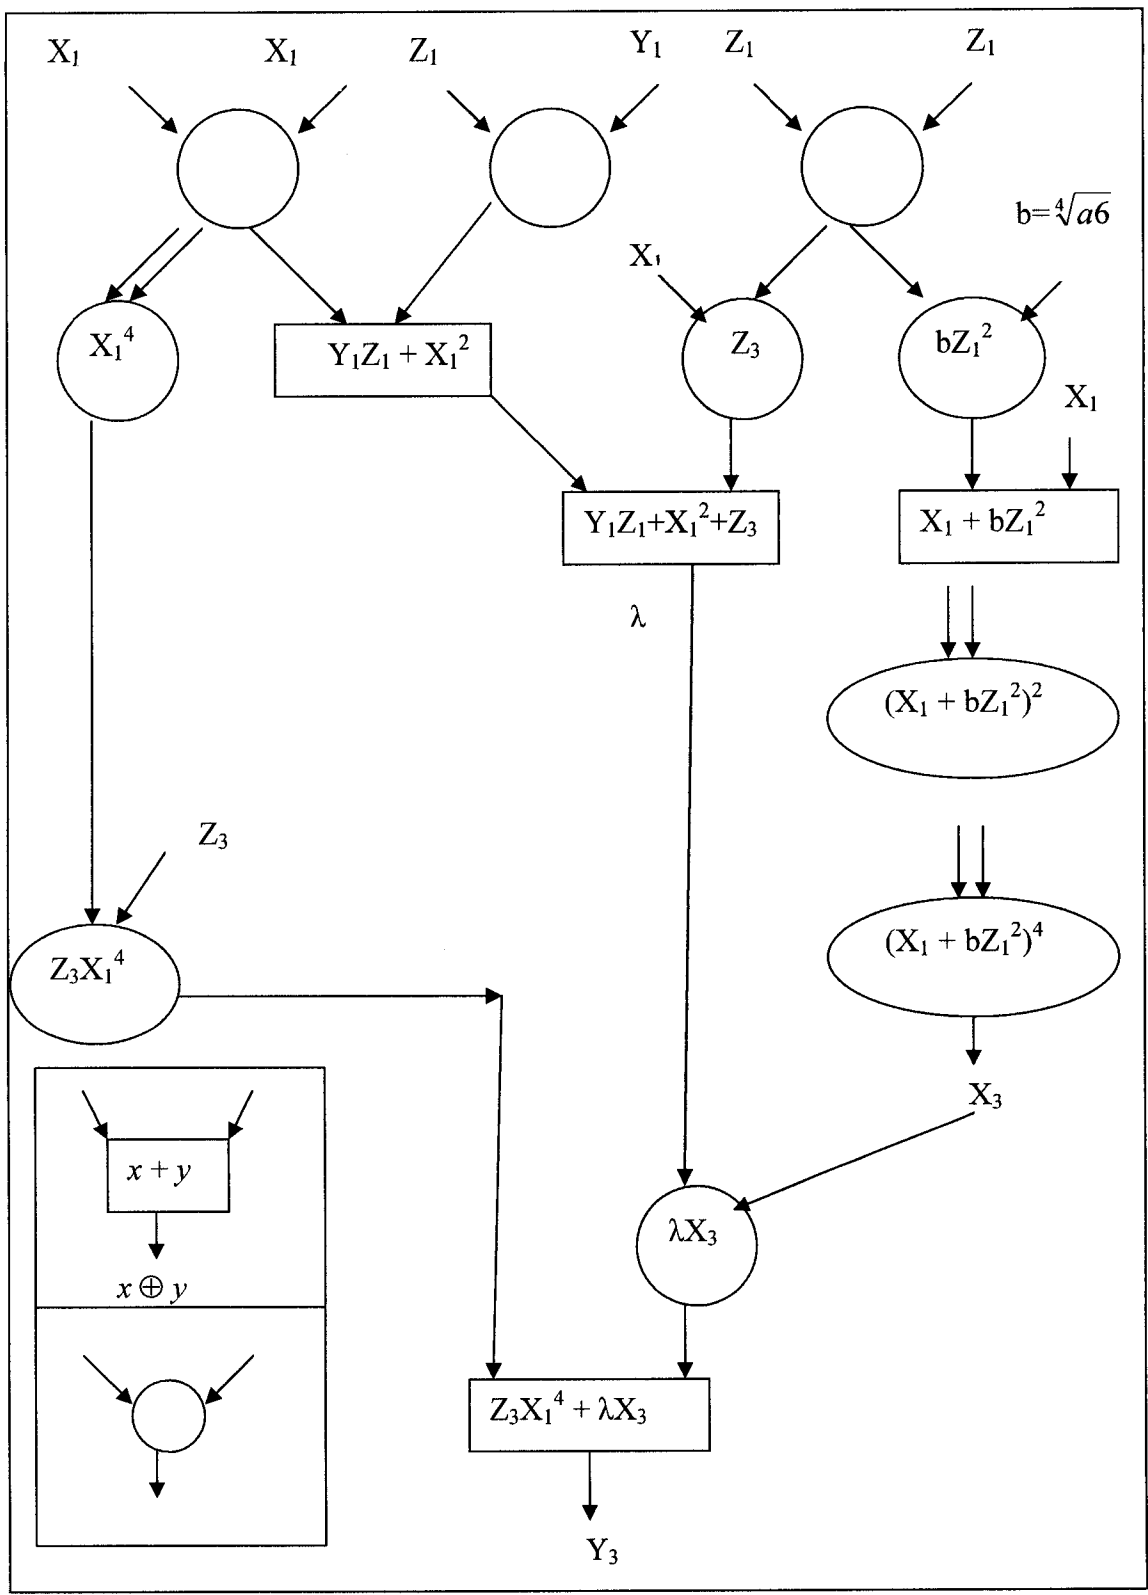 X₁ X₁ Z₁ Y₁ Z₁ Z₁
b=∜a6
X₁
X₁⁴
Y₁Z₁ + X₁²
Z₃
bZ₁²
X₁
Y₁Z₁+X₁²+Z₃
X₁ + bZ₁²
λ
(X₁ + bZ₁²)²
Z₃
(X₁ + bZ₁²)⁴
Z₃X₁⁴
X₃
x + y
x ⊕ y
λX₃
Z₃X₁⁴ + λX₃
Y₃